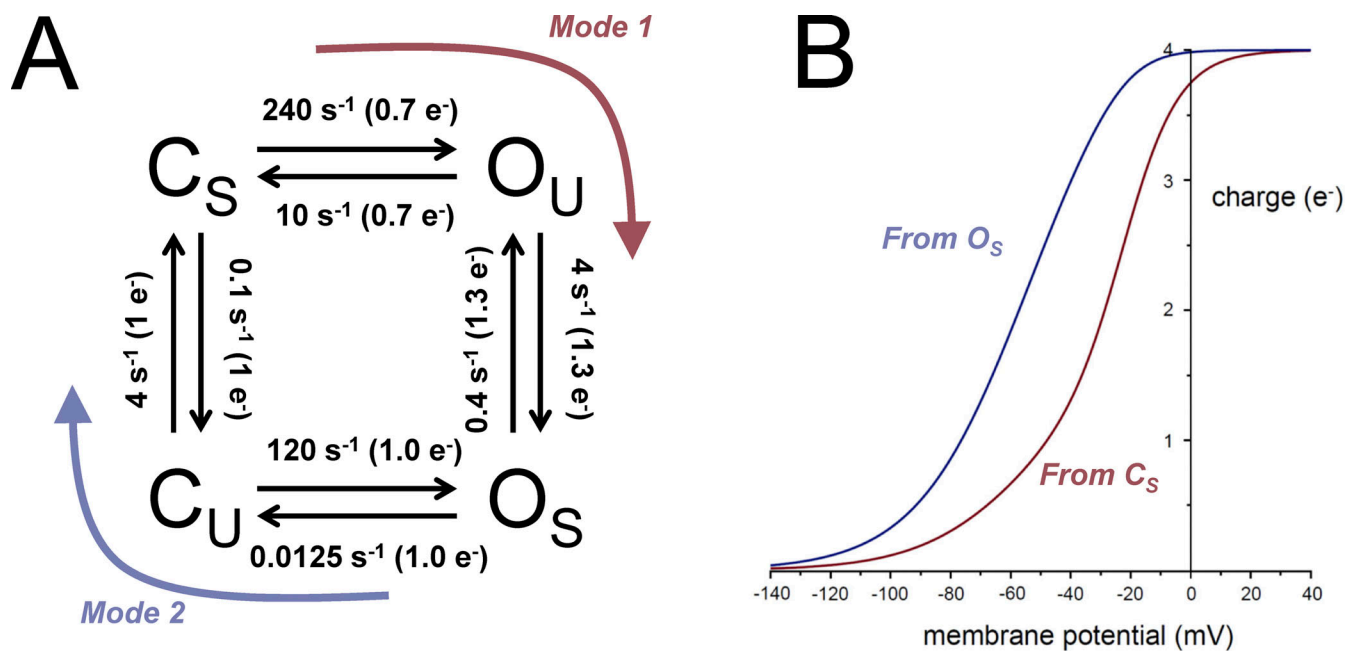 A
Mode 1
240 s⁻¹ (0.7 e⁻)
C_S
O_U
10 s⁻¹ (0.7 e⁻)
4 s⁻¹ (1 e⁻)
0.1 s⁻¹ (1 e⁻)
0.4 s⁻¹ (1.3 e⁻)
4 s⁻¹ (1.3 e⁻)
120 s⁻¹ (1.0 e⁻)
C_U
O_S
0.0125 s⁻¹ (1.0 e⁻)
Mode 2
B
4
3
2
1
charge (e⁻)
From O_S
From C_S
-140 -120 -100 -80 -60 -40 -20 0 20 40
membrane potential (mV)